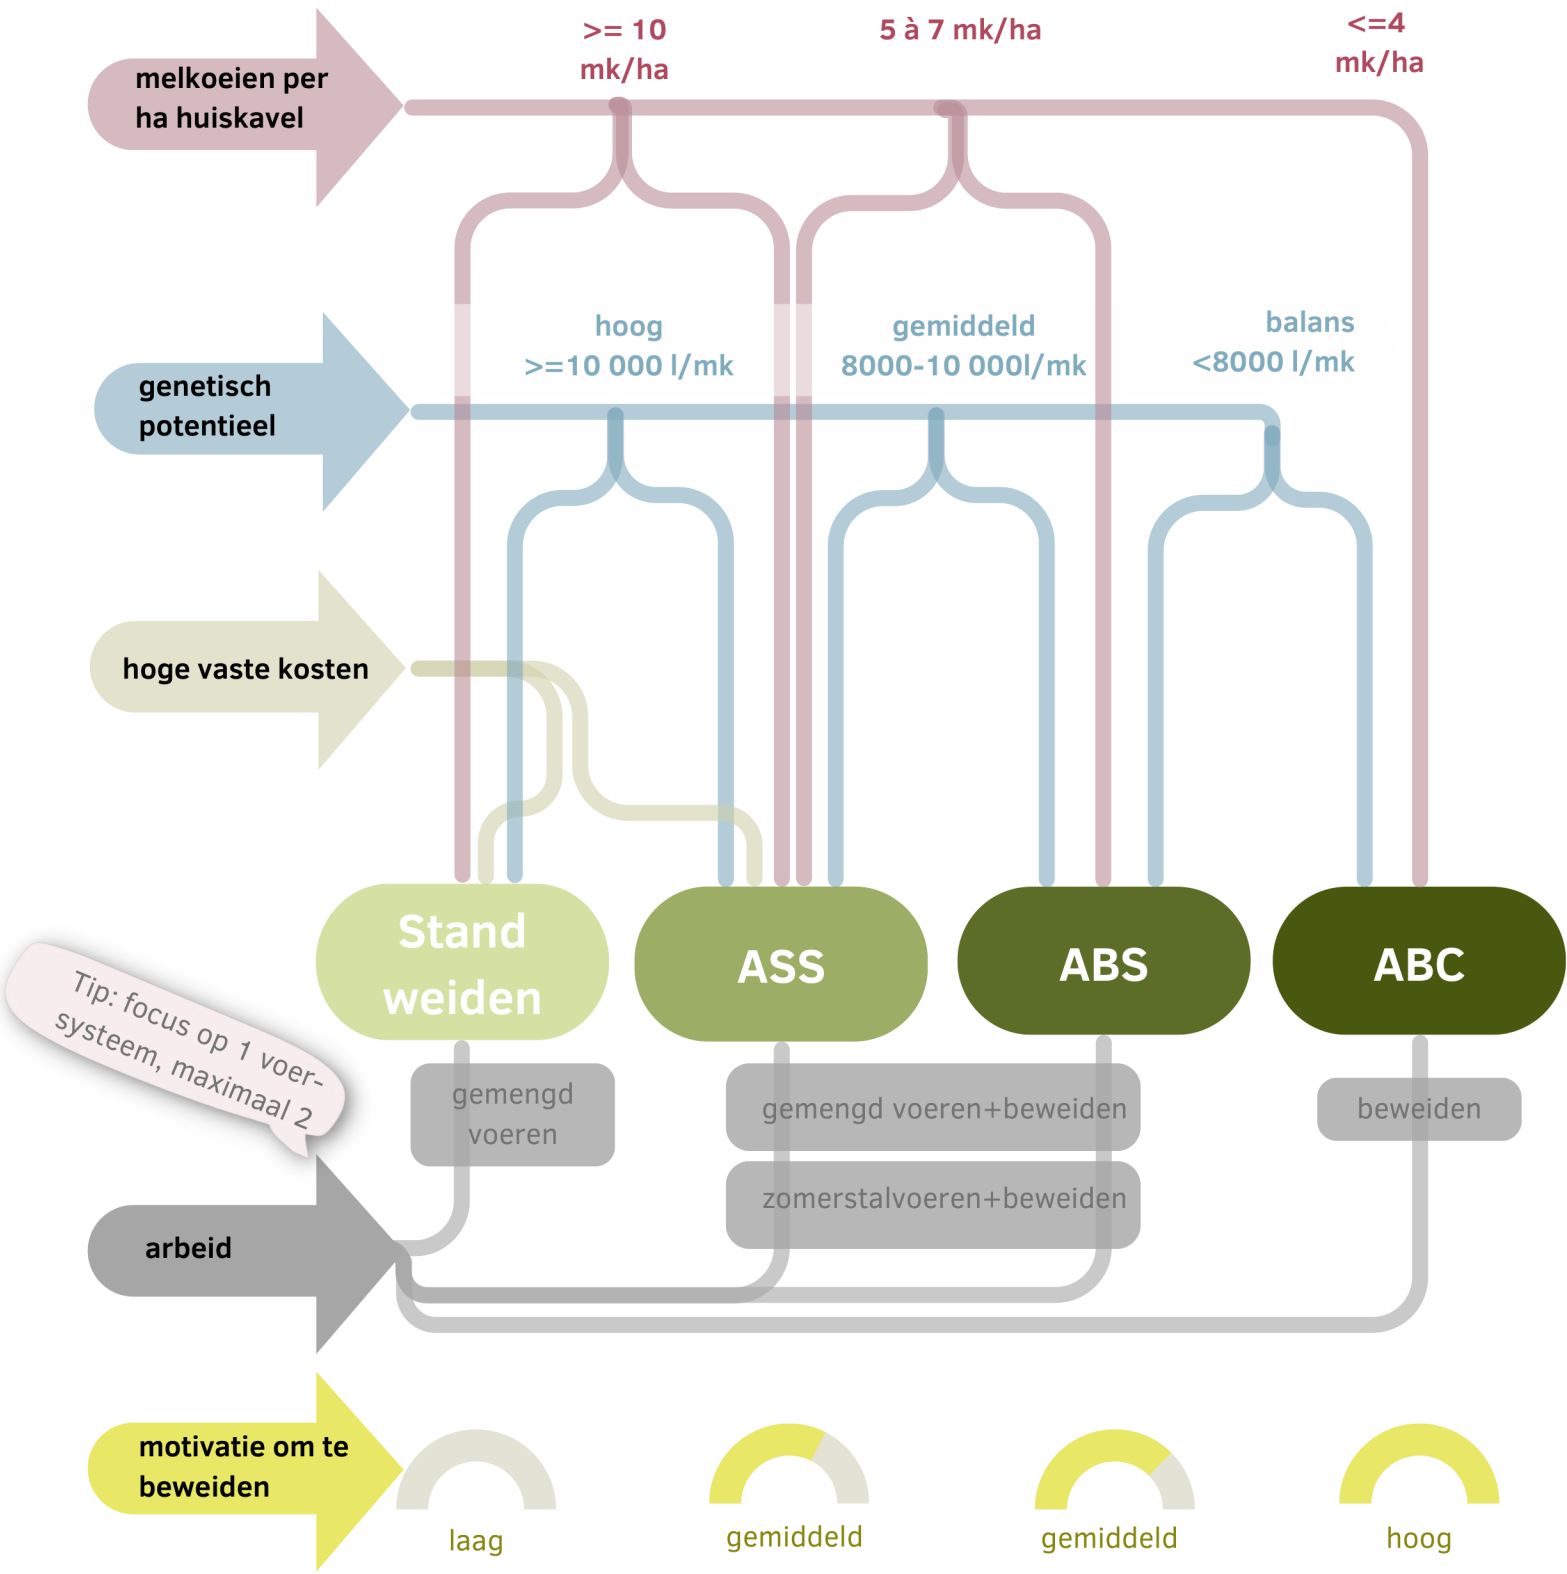 >= 10
mk/ha
5 à 7 mk/ha
<=4
mk/ha
melkoeien per
ha huiskavel
hoog
>=10 000 l/mk
gemiddeld
8000-10 000l/mk
balans
<8000 l/mk
genetisch
potentieel
hoge vaste kosten
Stand
weiden
ASS
ABS
ABC
Tip: focus op 1 voer-
systeem, maximaal 2
gemengd
voeren
gemengd voeren+beweiden
zomerstalvoeren+beweiden
beweiden
arbeid
motivatie om te
beweiden
laag
gemiddeld
gemiddeld
hoog